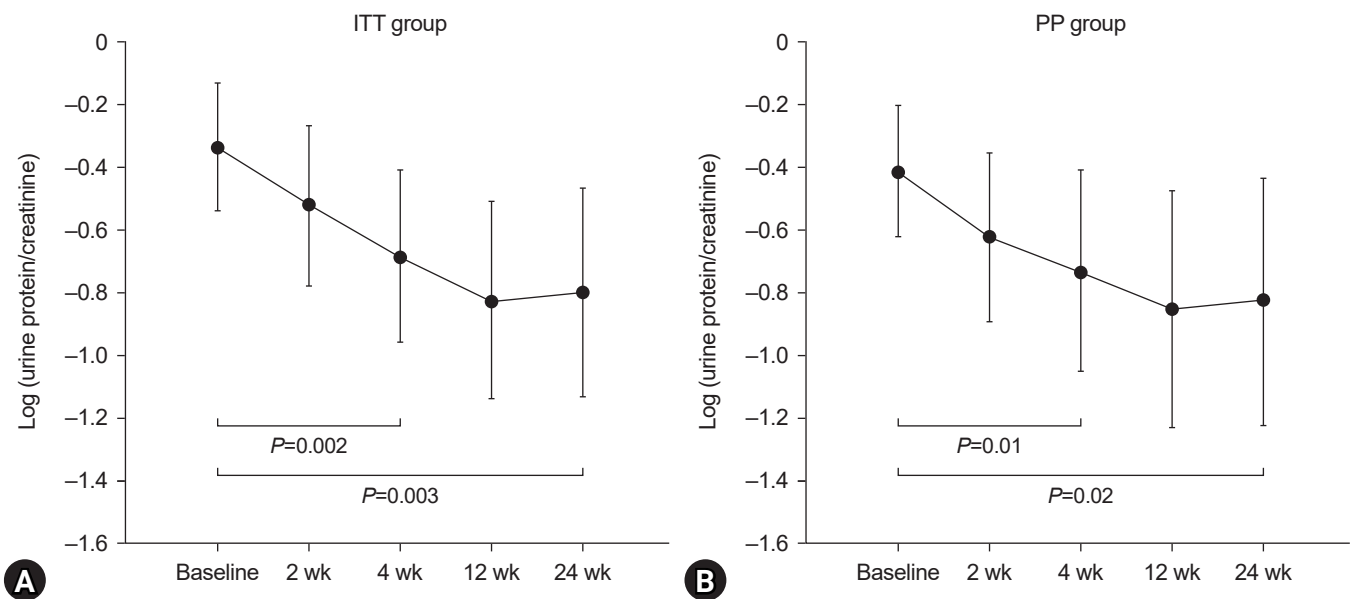 ITT group
0
–0.2
–0.4
–0.6
–0.8
–1.0
–1.2
–1.4
–1.6
Log (urine protein/creatinine)
P=0.002
P=0.003
Baseline 2 wk 4 wk 12 wk 24 wk
A
PP group
0
–0.2
–0.4
–0.6
–0.8
–1.0
–1.2
–1.4
–1.6
Log (urine protein/creatinine)
P=0.01
P=0.02
Baseline 2 wk 4 wk 12 wk 24 wk
B